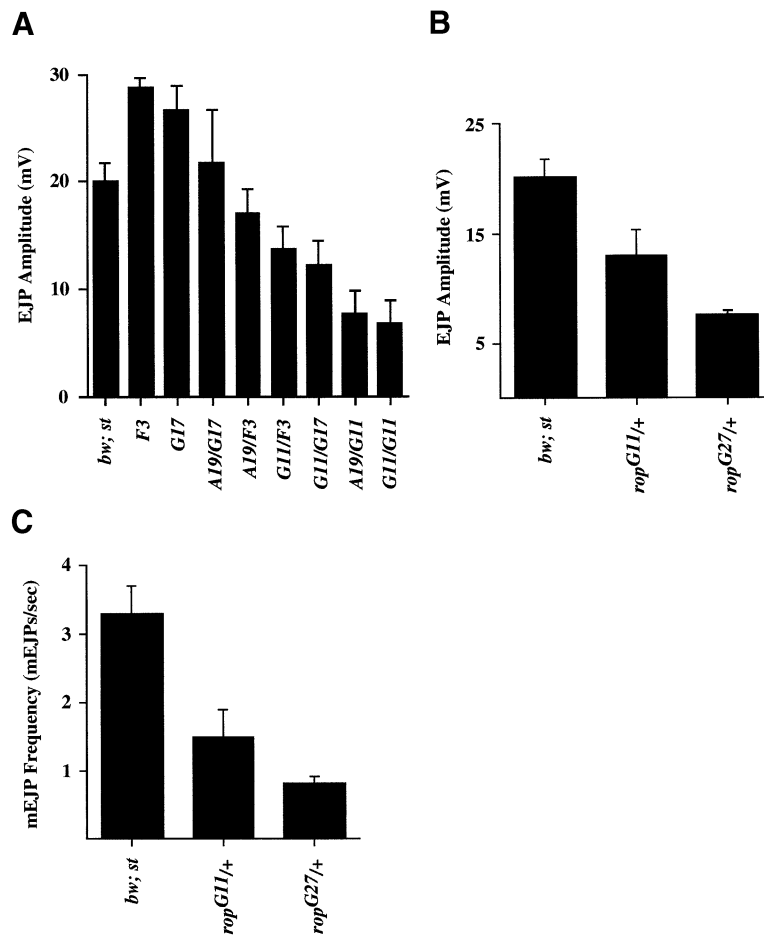 A
EJP Amplitude (mV)
30
20
10
0
bw; st
F3
G17
A19/G17
A19/F3
G11/F3
G11/G17
A19/G11
G11/G11
B
EJP Amplitude (mV)
25
15
5
bw; st
ropG11/+
ropG27/+
C
mEJP Frequency (mEJPs/sec)
4
3
2
1
bw; st
ropG11/+
ropG27/+